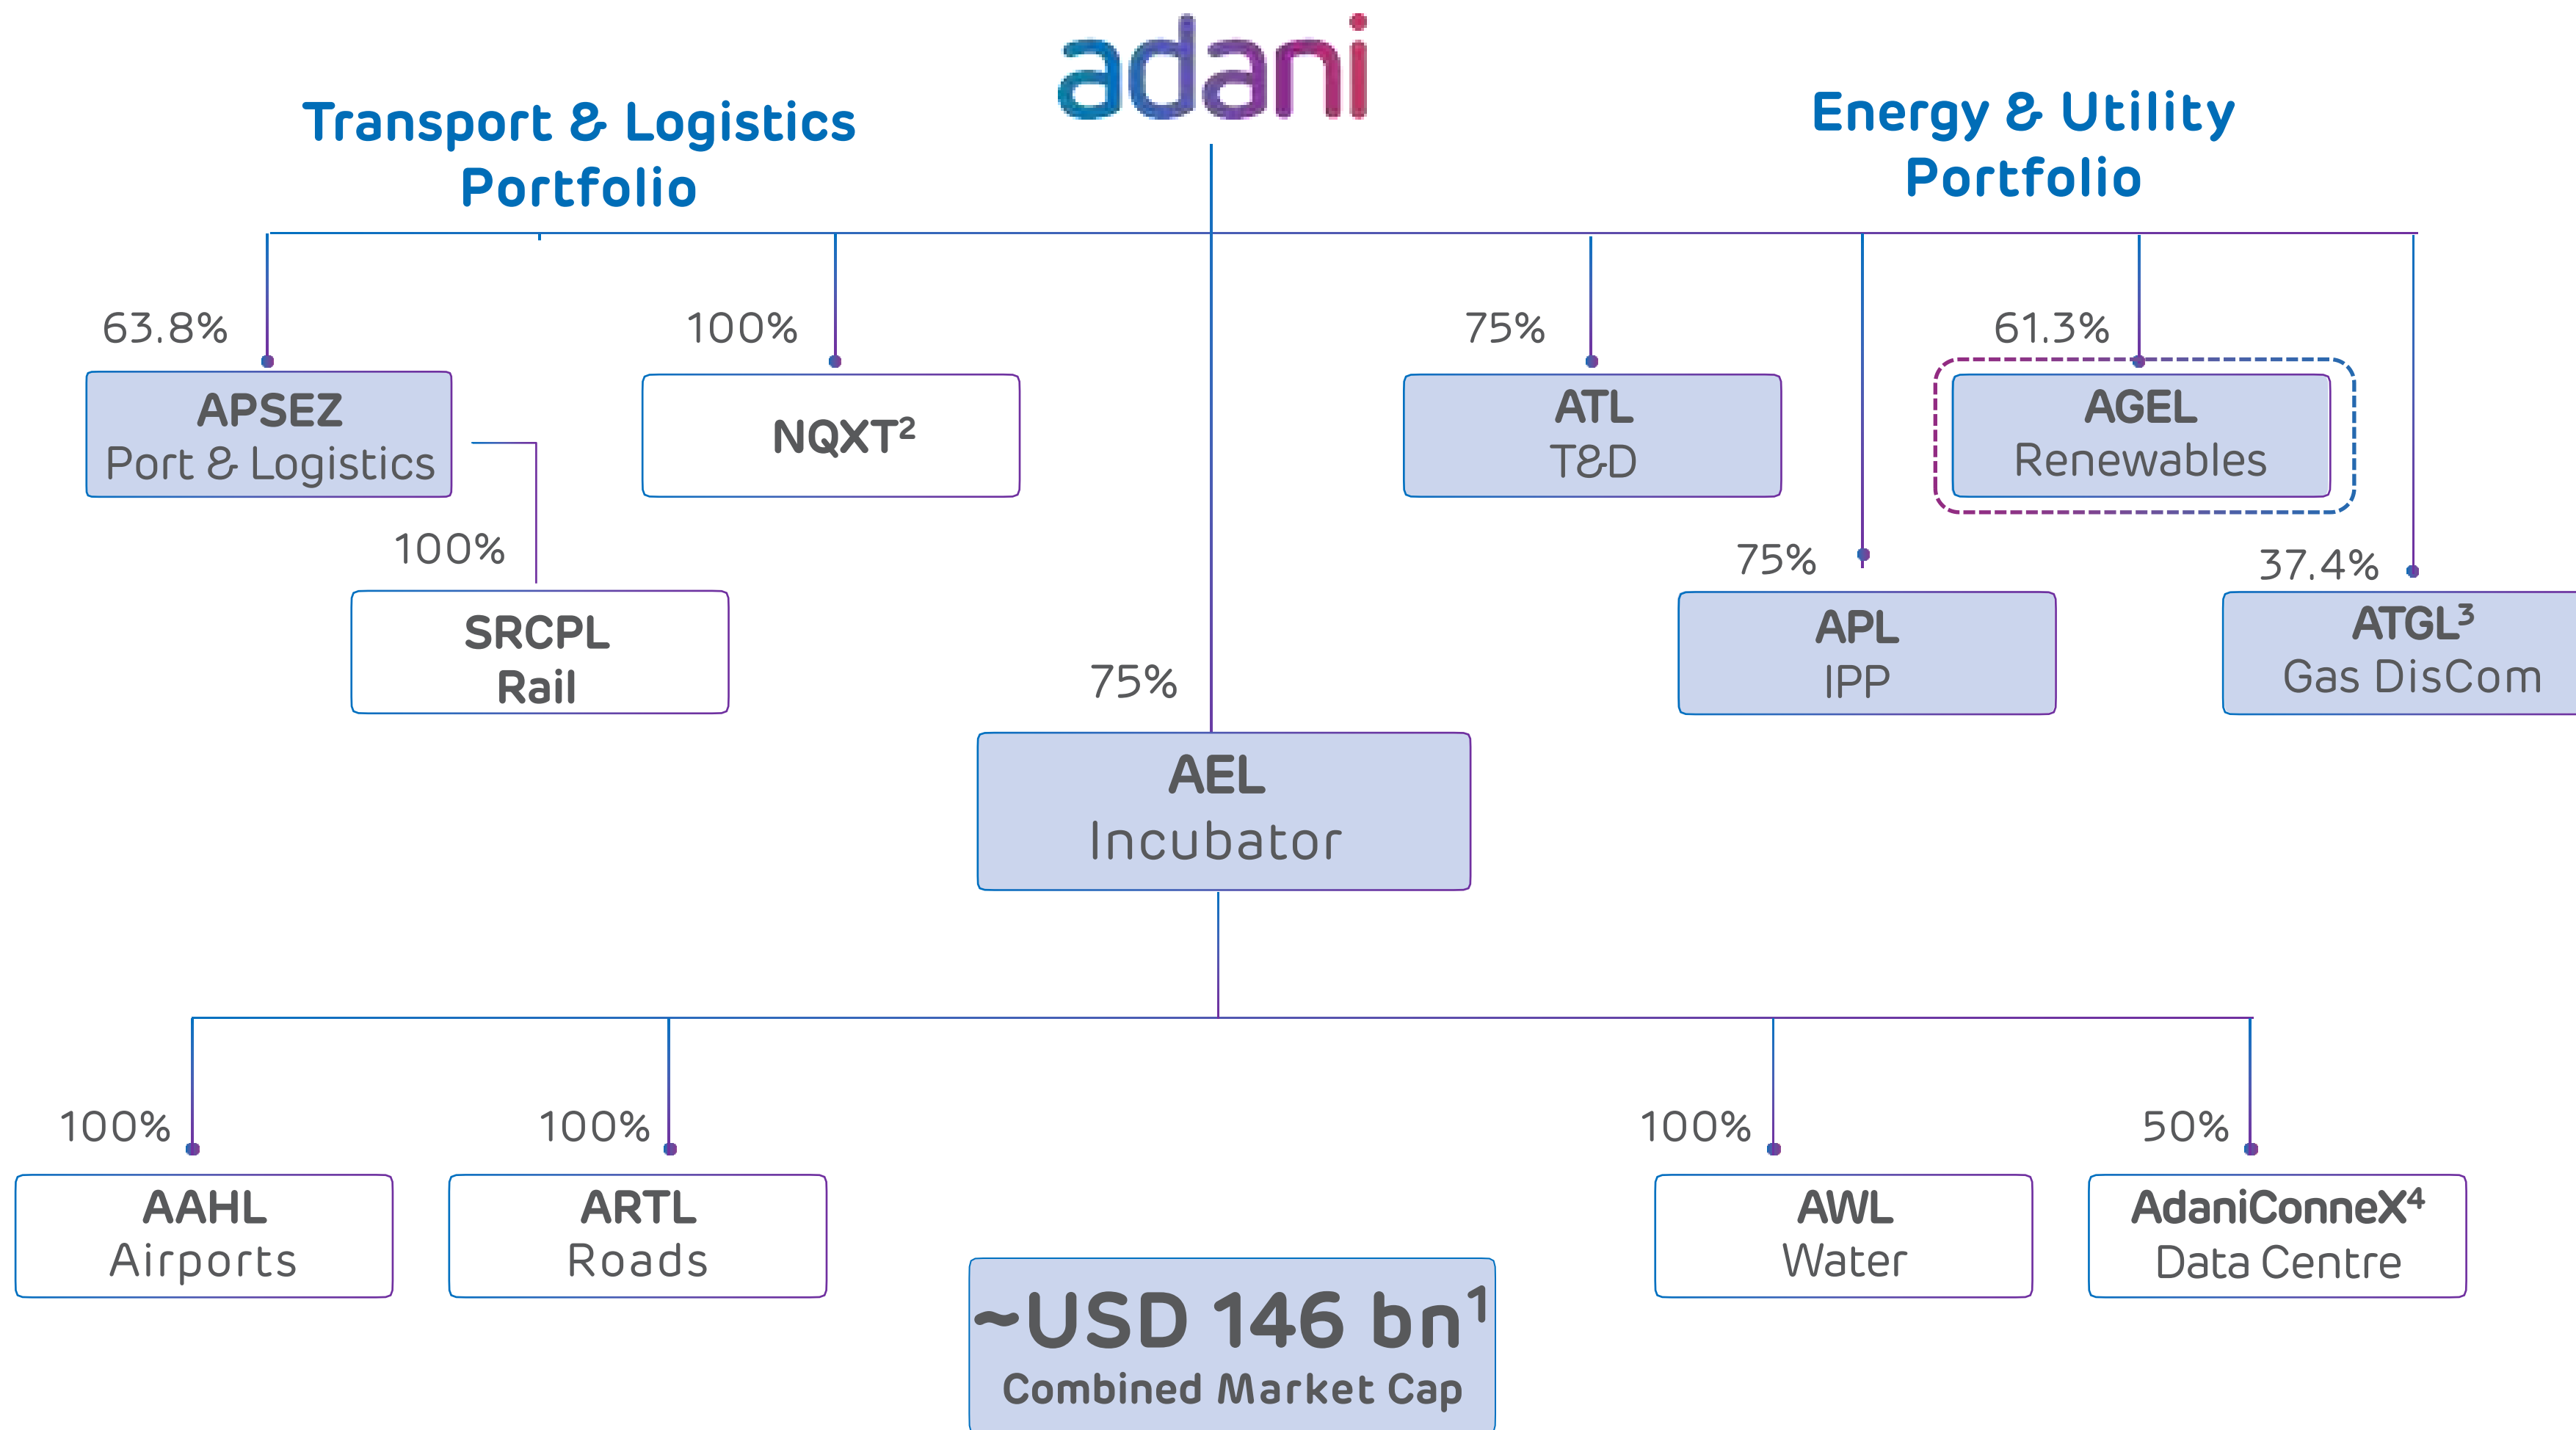 adani
Transport & Logistics
Portfolio
Energy & Utility
Portfolio
63.8%
100%
75%
61.3%
APSEZ
Port & Logistics
NQXT²
ATL
T&D
AGEL
Renewables
100%
75%
37.4%
SRCPL
Rail
APL
IPP
ATGL³
Gas DisCom
75%
AEL
Incubator
100%
100%
100%
50%
AAHL
Airports
ARTL
Roads
AWL
Water
AdaniConneX⁴
Data Centre
~USD 146 bn¹
Combined Market Cap